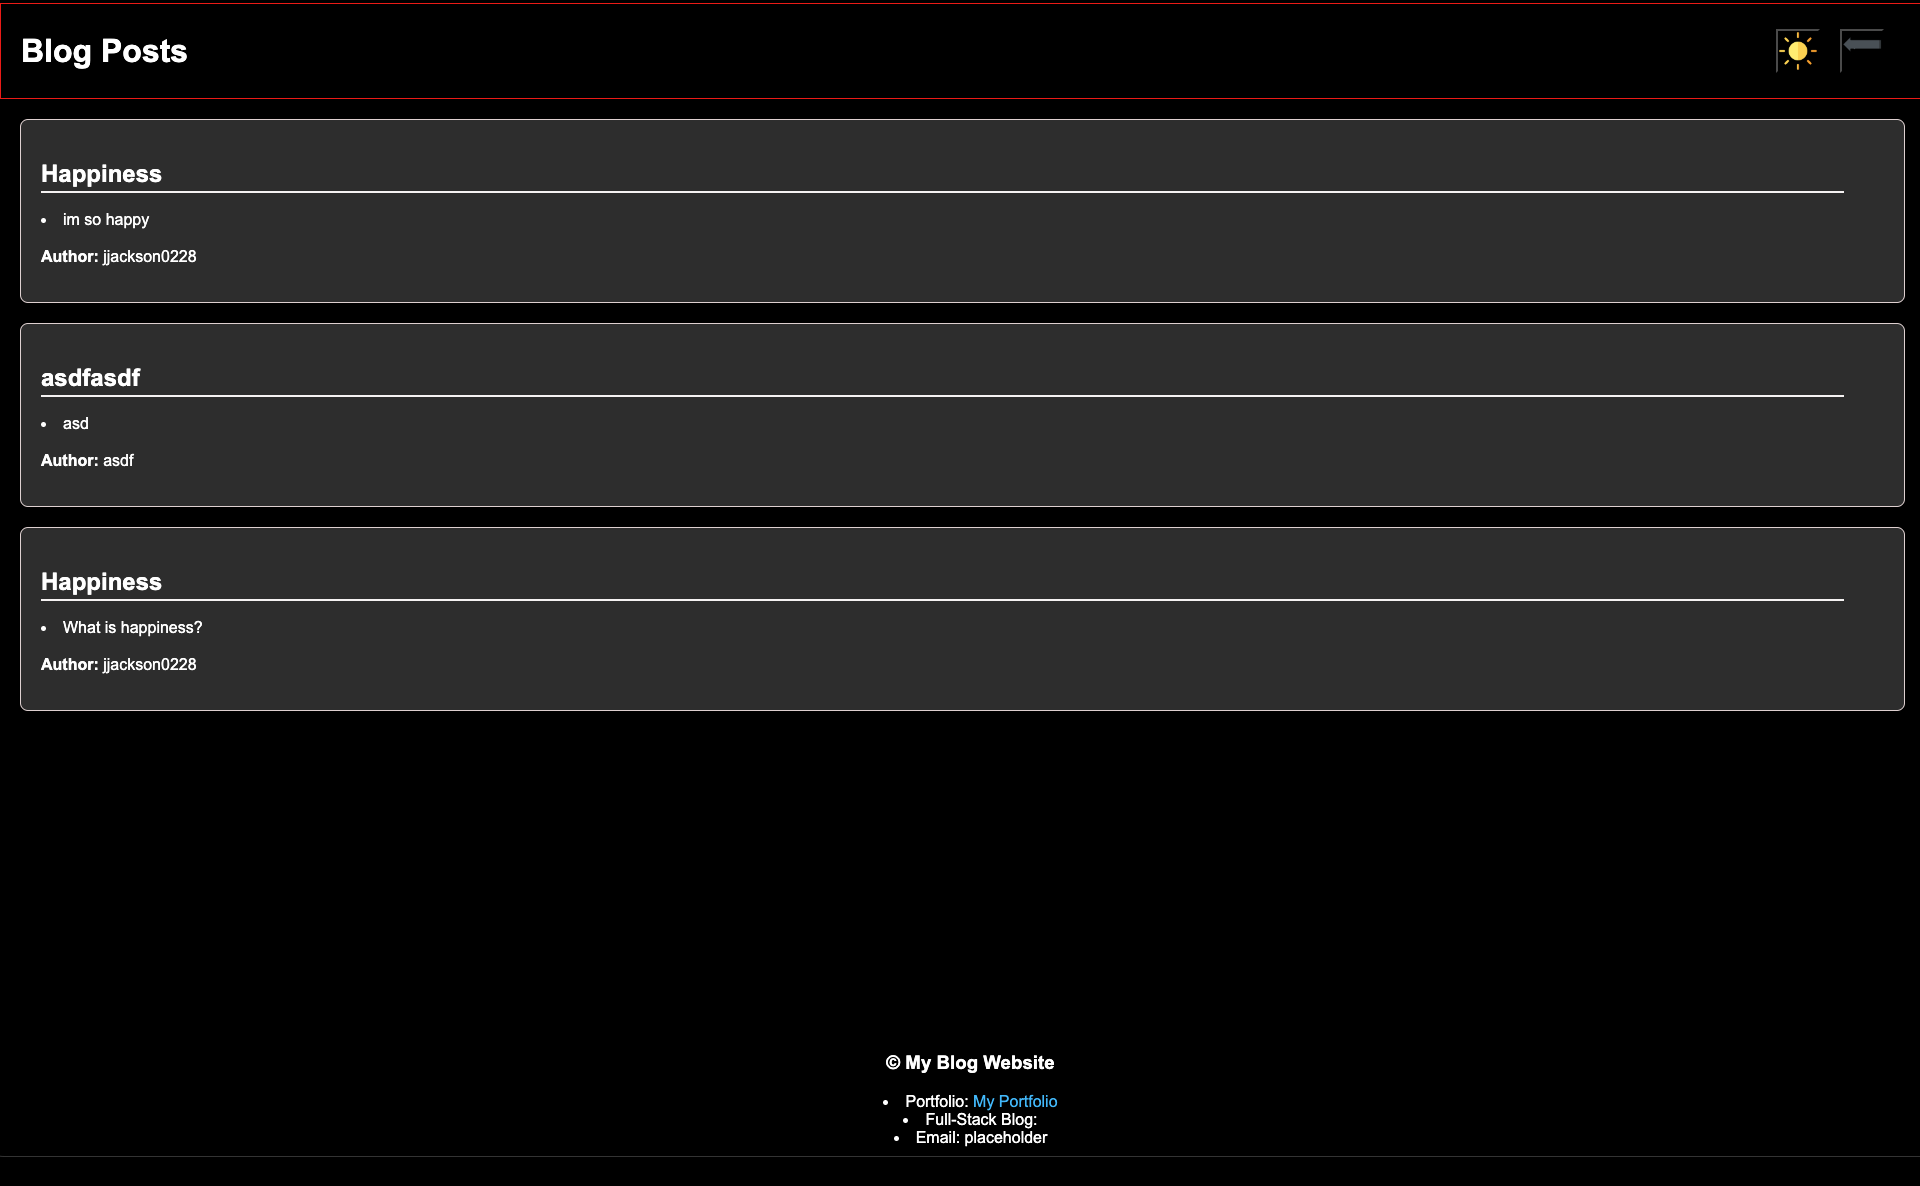 Blog Posts
Happiness
• im so happy
Author: jjackson0228
asdfasdf
• asd
Author: asdf
Happiness
• What is happiness?
Author: jjackson0228
© My Blog Website
• Portfolio: My Portfolio
• Full-Stack Blog:
• Email: placeholder